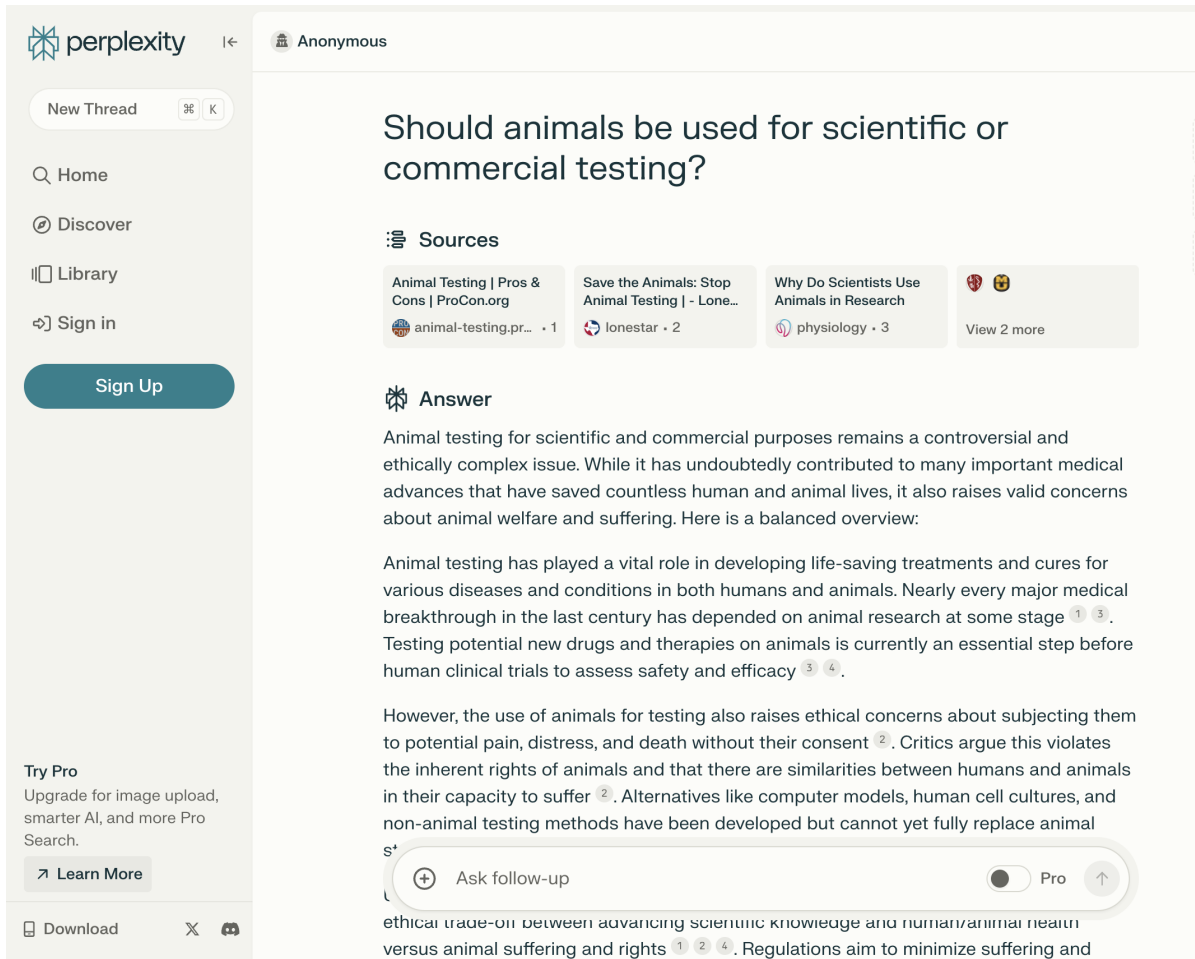 perplexity
Anonymous
New Thread
⌘ K
Home
Discover
Library
Sign in
Sign Up
Try Pro
Upgrade for image upload,
smarter AI, and more Pro
Search.
Learn More
Download
Should animals be used for scientific or
commercial testing?
Sources
Animal Testing | Pros &
Cons | ProCon.org
animal-testing.pr... · 1
Save the Animals: Stop
Animal Testing | - Lone...
lonestar · 2
Why Do Scientists Use
Animals in Research
physiology · 3
View 2 more
Answer
Animal testing for scientific and commercial purposes remains a controversial and
ethically complex issue. While it has undoubtedly contributed to many important medical
advances that have saved countless human and animal lives, it also raises valid concerns
about animal welfare and suffering. Here is a balanced overview:
Animal testing has played a vital role in developing life-saving treatments and cures for
various diseases and conditions in both humans and animals. Nearly every major medical
breakthrough in the last century has depended on animal research at some stage 1 3.
Testing potential new drugs and therapies on animals is currently an essential step before
human clinical trials to assess safety and efficacy 3 4.
However, the use of animals for testing also raises ethical concerns about subjecting them
to potential pain, distress, and death without their consent 2. Critics argue this violates
the inherent rights of animals and that there are similarities between humans and animals
in their capacity to suffer 2. Alternatives like computer models, human cell cultures, and
non-animal testing methods have been developed but cannot yet fully replace animal
Ask follow-up
Pro
ethical trade-off between advancing scientific knowledge and human/animal health
versus animal suffering and rights 1 2 4. Regulations aim to minimize suffering and